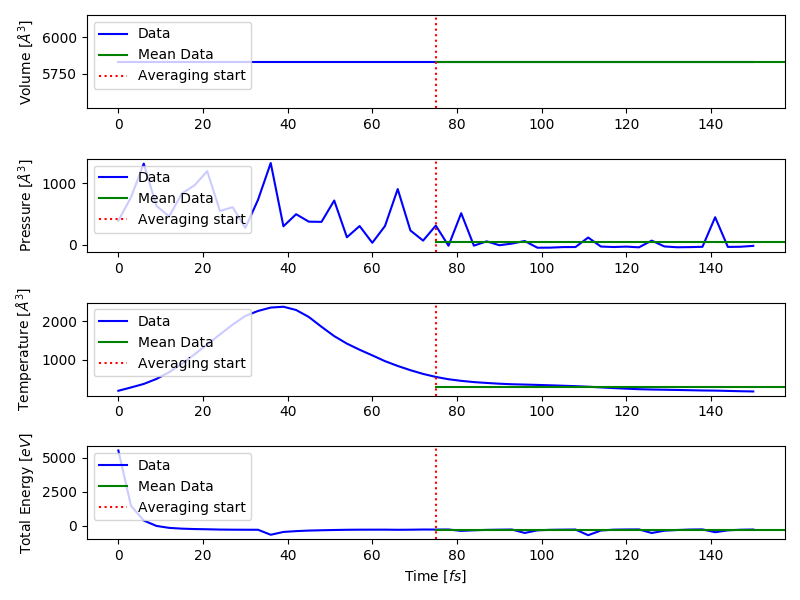 Volume [Å³]
6000
5750
Data
Mean Data
Averaging start
0 20 40 60 80 100 120 140
Pressure [Å³]
1000
0
Data
Mean Data
Averaging start
0 20 40 60 80 100 120 140
Temperature [Å³]
2000
1000
Data
Mean Data
Averaging start
0 20 40 60 80 100 120 140
Total Energy [eV]
5000
2500
0
Data
Mean Data
Averaging start
0 20 40 60 80 100 120 140
Time [fs]